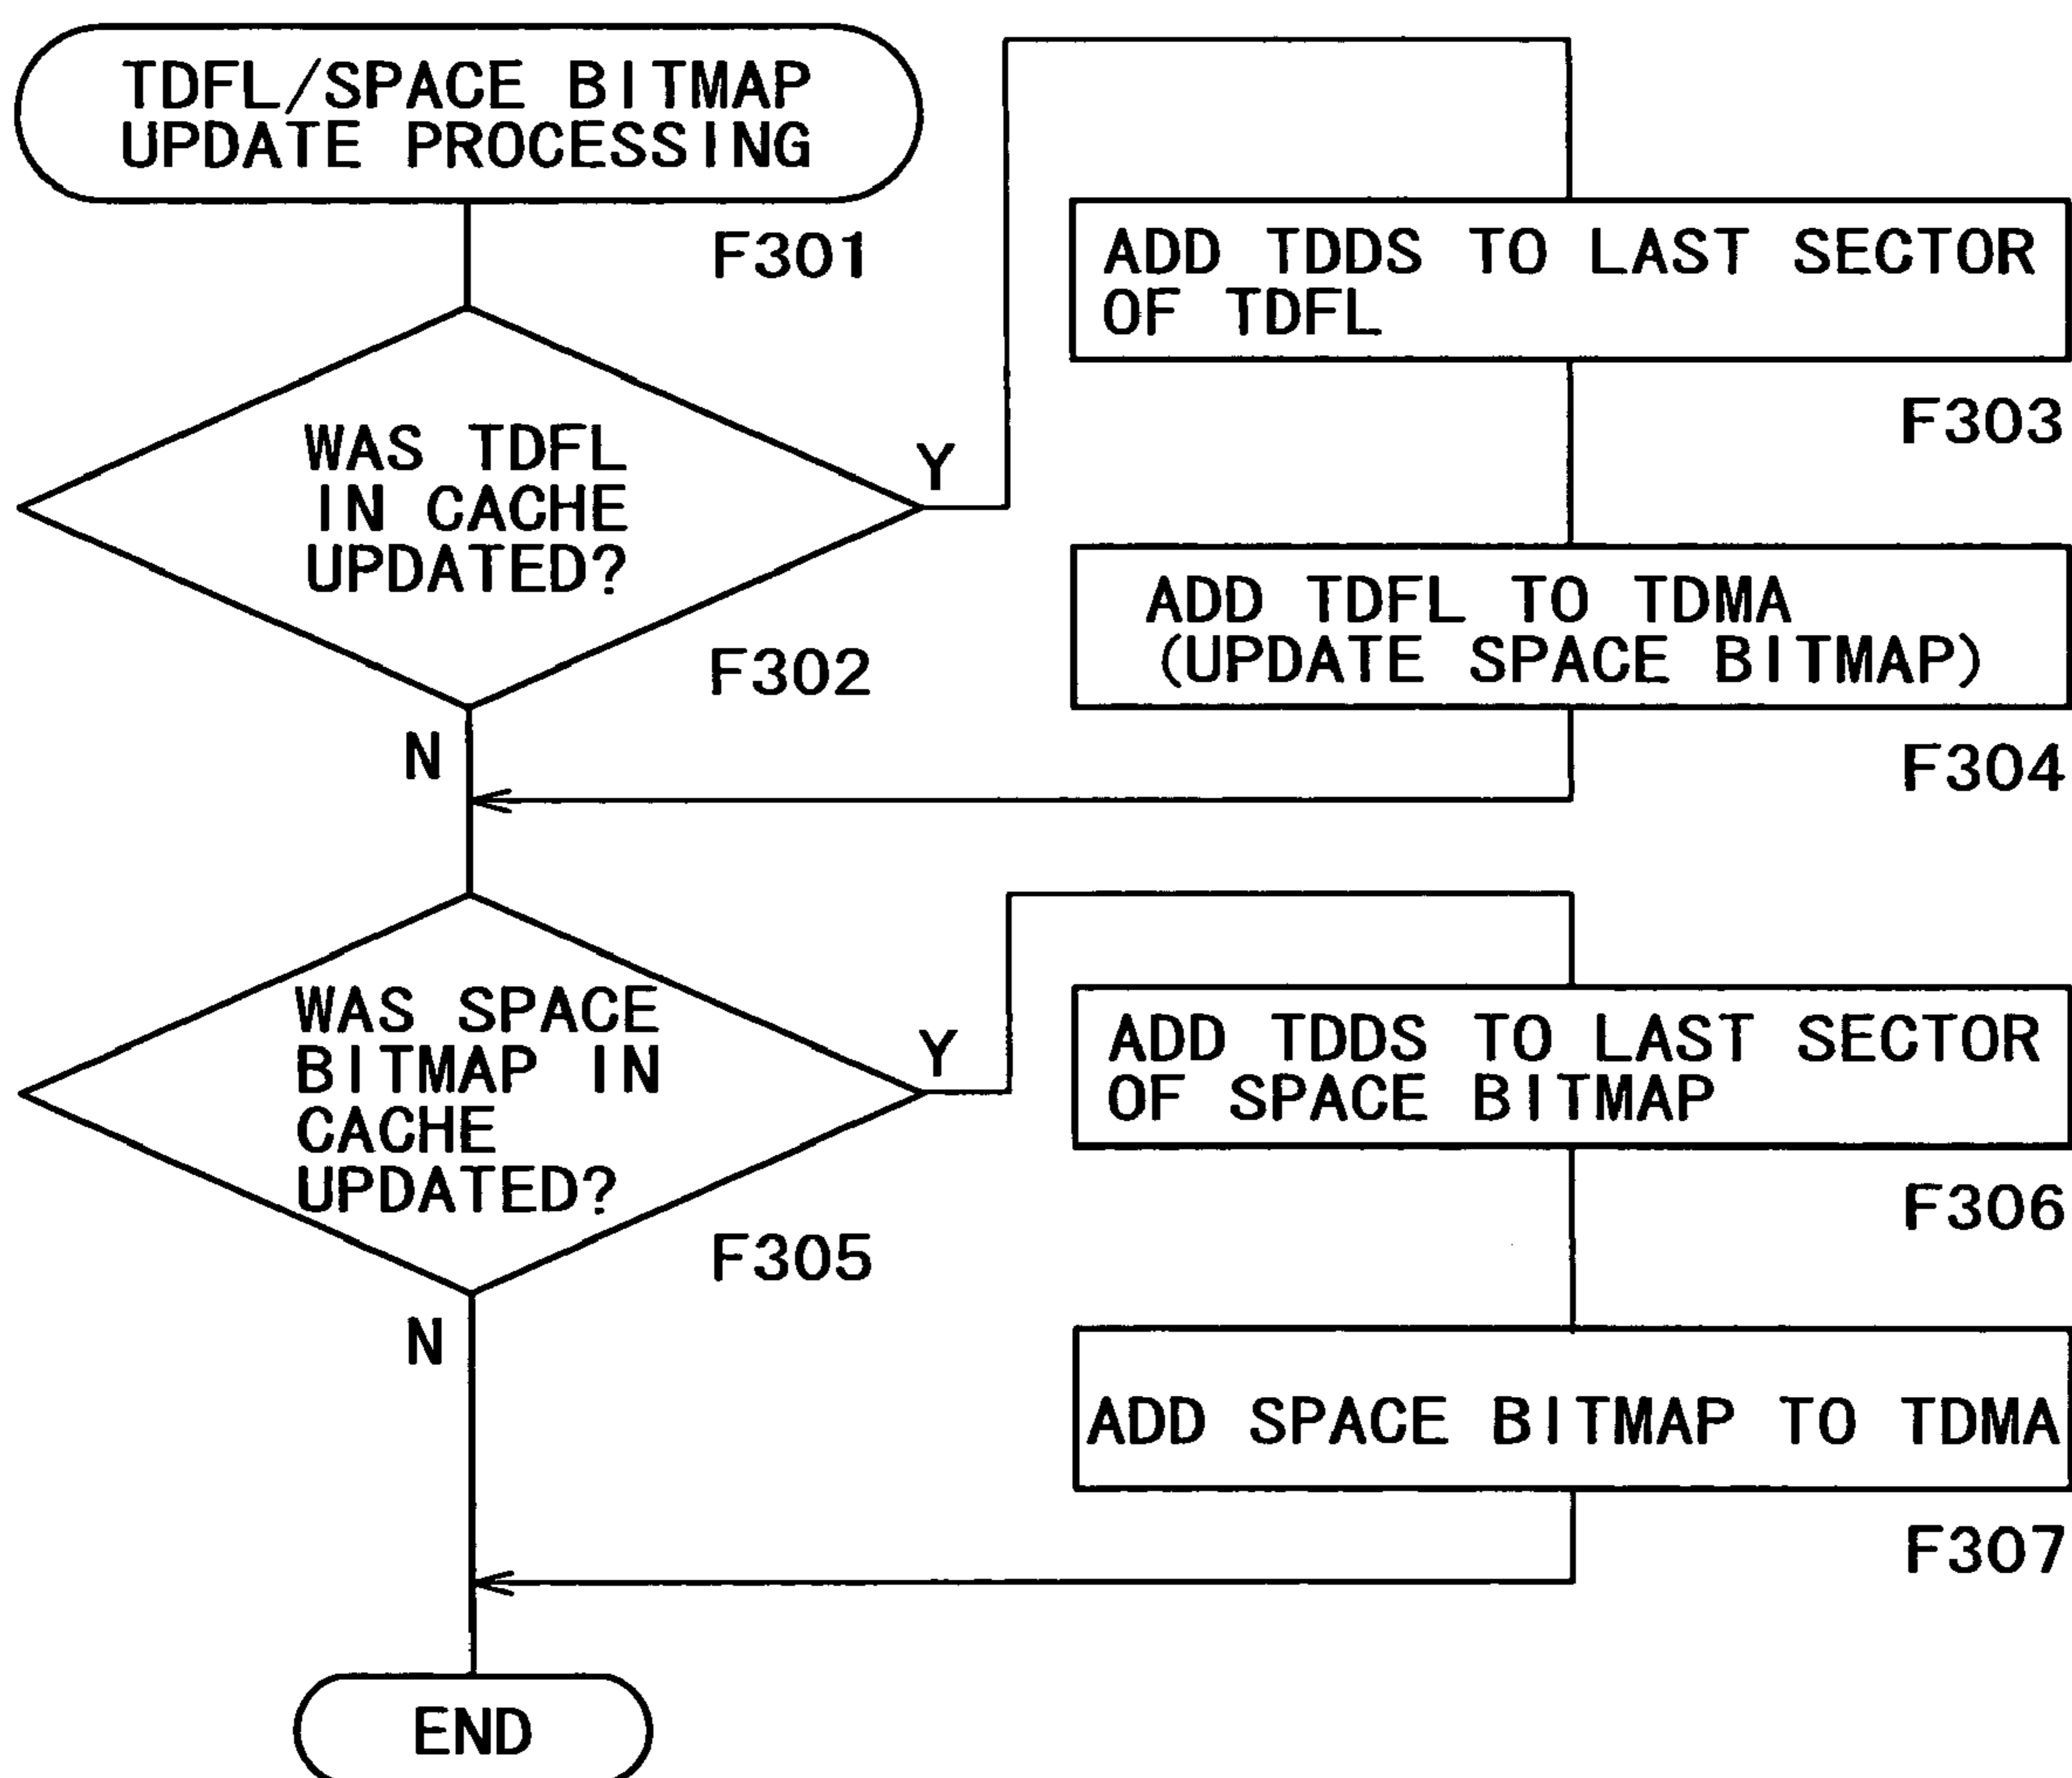 TDFL/SPACE BITMAP
UPDATE PROCESSING
F301
WAS TDFL
IN CACHE
UPDATED?
Y
N
F302
ADD TDDS TO LAST SECTOR
OF TDFL
F303
ADD TDFL TO TDMA
(UPDATE SPACE BITMAP)
F304
WAS SPACE
BITMAP IN
CACHE
UPDATED?
Y
N
F305
ADD TDDS TO LAST SECTOR
OF SPACE BITMAP
F306
ADD SPACE BITMAP TO TDMA
F307
END